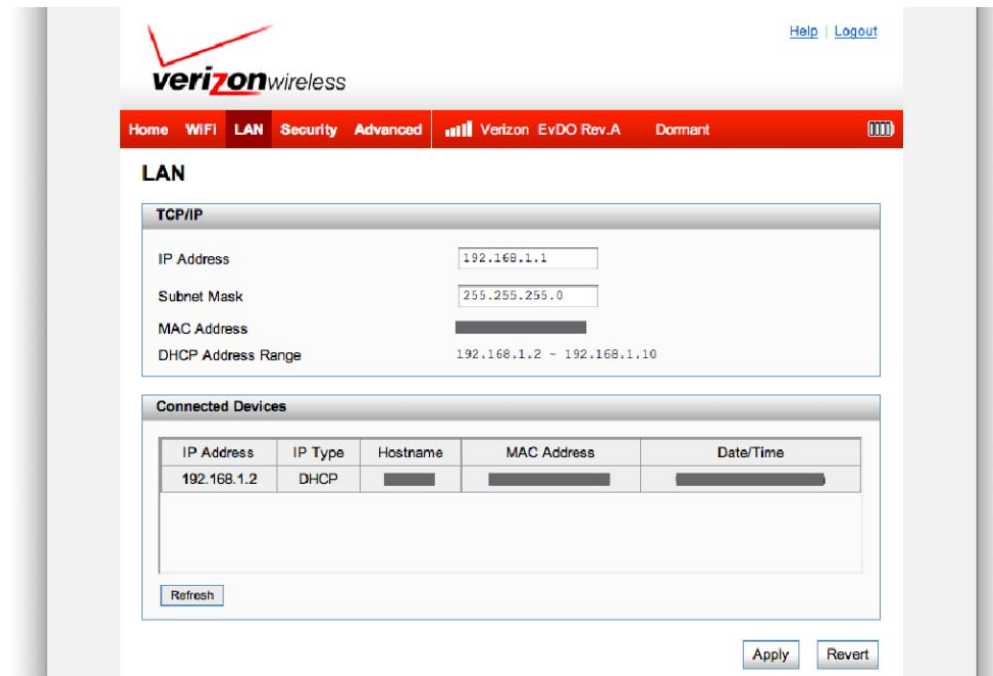 Help | Logout
verizonwireless
Home WiFi LAN Security Advanced Verizon EvDO Rev.A Dormant
LAN
TCP/IP
IP Address 192.168.1.1
Subnet Mask 255.255.255.0
MAC Address
DHCP Address Range 192.168.1.2 ~ 192.168.1.10
Connected Devices
IP Address IP Type Hostname MAC Address Date/Time
192.168.1.2 DHCP
Refresh
Apply Revert